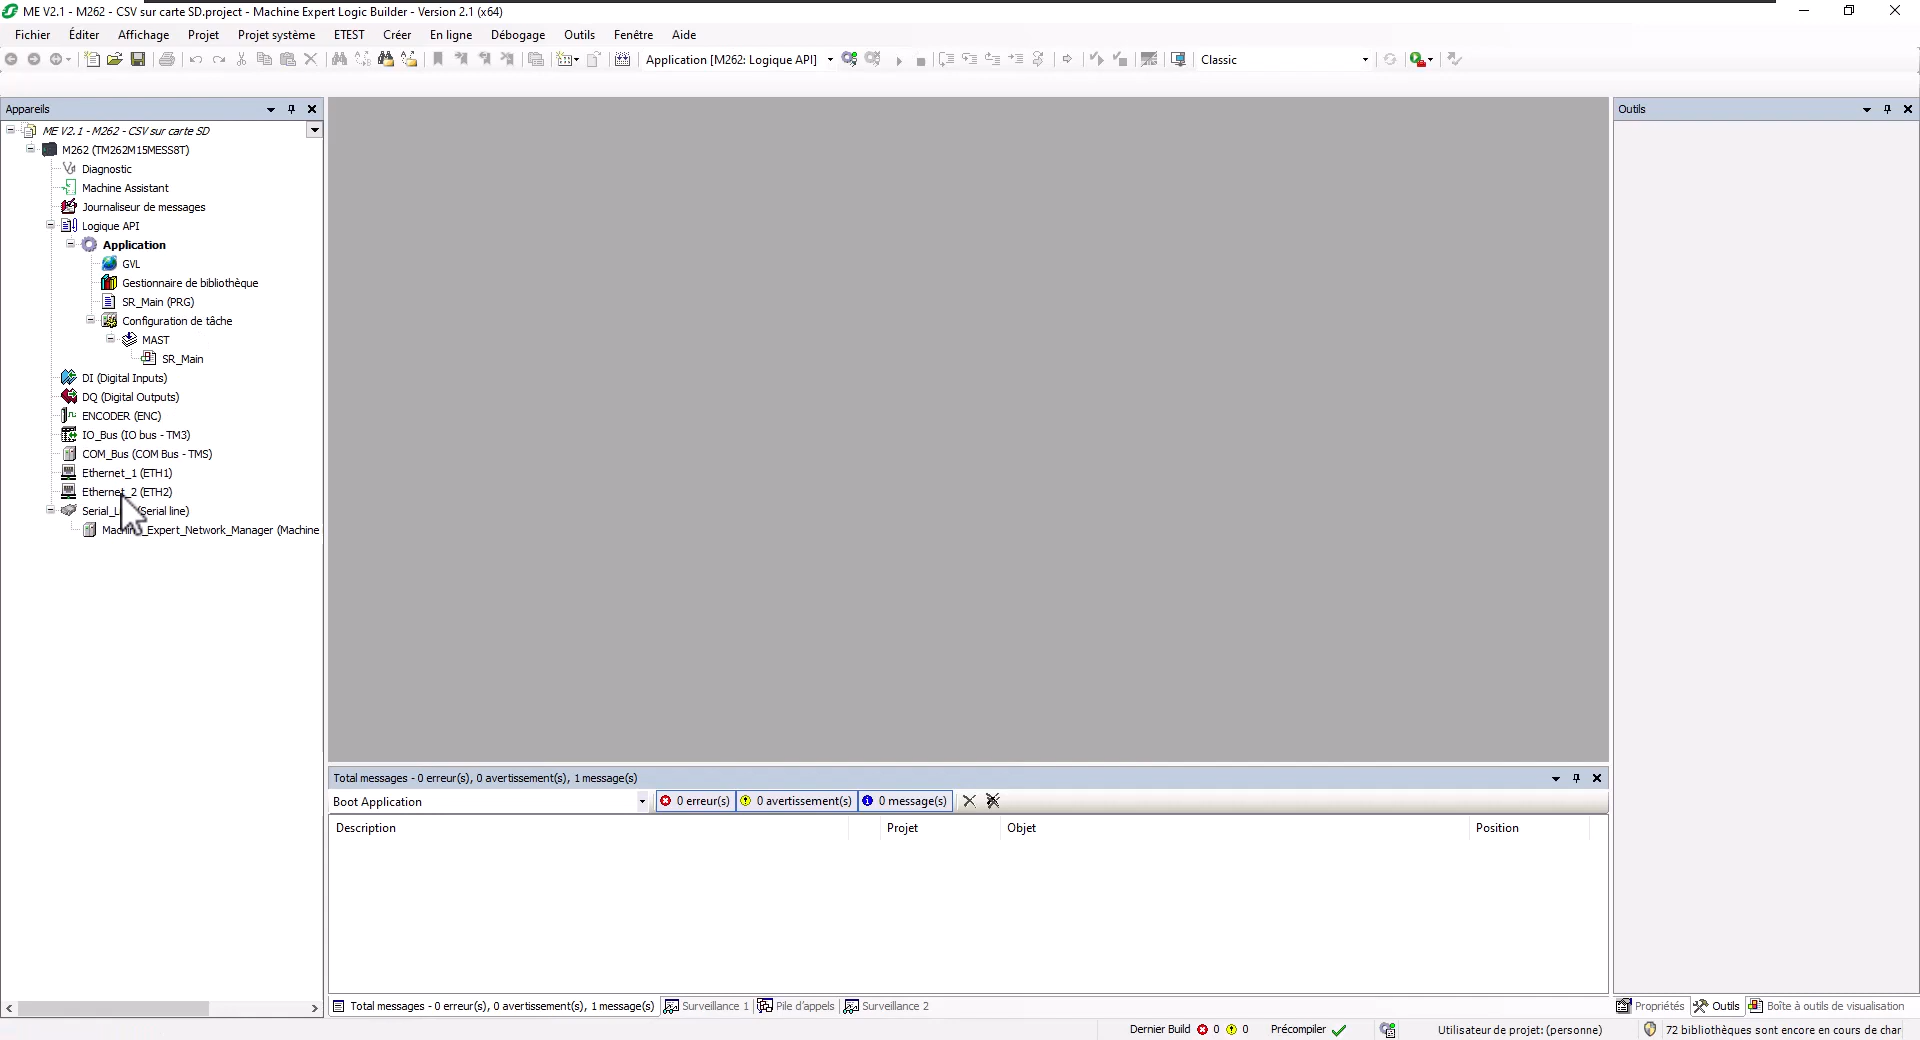 ME V2.1 - M262 - CSV sur carte SD.project - Machine Expert Logic Builder - Version 2.1 (x64)
Fichier Éditer Affichage Projet Projet système ETEST Créer En ligne Débogage Outils Fenêtre Aide
Application [M262: Logique API] Classic
Appareils
Outils
ME V2.1 - M262 - CSV sur carte SD
M262 (TM262M15MESS8T)
Diagnostic
Machine Assistant
Journaliseur de messages
Logique API
Application
GVL
Gestionnaire de bibliothèque
SR_Main (PRG)
Configuration de tâche
MAST
SR_Main
DI (Digital Inputs)
DQ (Digital Outputs)
ENCODER (ENC)
IO_Bus (IO bus - TM3)
COM_Bus (COM Bus - TMS)
Ethernet_1 (ETH1)
Ethernet_2 (ETH2)
(Serial line)
Expert_Network_Manager (Machine
Total messages - 0 erreur(s), 0 avertissement(s), 1 message(s)
Boot Application 0 erreur(s) 0 avertissement(s) 0 message(s)
Description Projet Objet Position
Total messages - 0 erreur(s), 0 avertissement(s), 1 message(s) Surveillance 1 Pile d'appels Surveillance 2
Propriétés Outils Boîte à outils de visualisation
Dernier Build 0 0 Précompiler Utilisateur de projet: (personne) 72 bibliothèques sont encore en cours de char